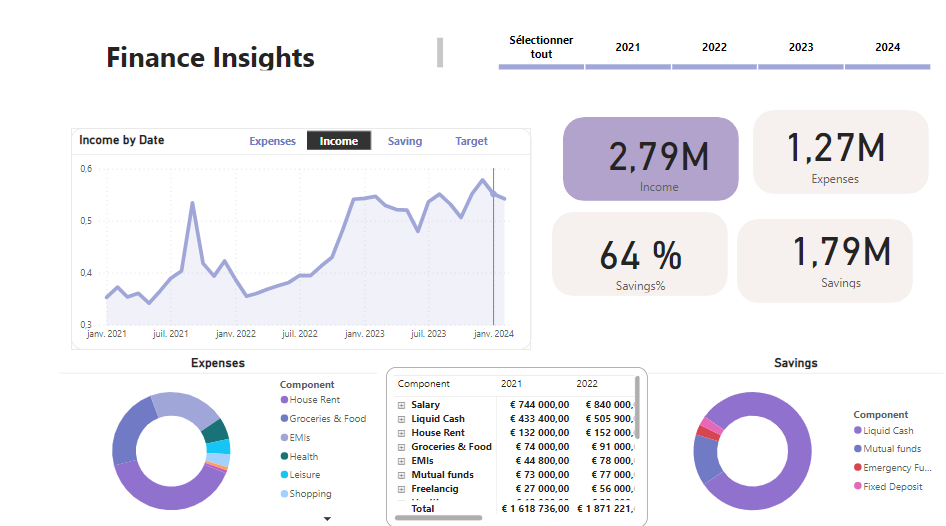 Finance Insights
Sélectionner tout 2021 2022 2023 2024
Income by Date Expenses Income Saving Target
0,6
0,5
0,4
0,3
janv. 2021 juil. 2021 janv. 2022 juil. 2022 janv. 2023 juil. 2023 janv. 2024
2,79M
Income
1,27M
Expenses
64 %
Savings%
1,79M
Savings
Expenses
Component
House Rent
Groceries & Food
EMIs
Health
Leisure
Shopping
Component 2021 2022
Salary € 744 000,00 € 840 000,
Liquid Cash € 433 400,00 € 505 900,
House Rent € 132 000,00 € 152 000,
Groceries & Food € 74 000,00 € 91 000,
EMIs € 44 800,00 € 78 000,
Mutual funds € 73 000,00 € 77 000,
Freelancig € 27 000,00 € 56 000,
Total € 1 618 736,00 € 1 871 221,
Savings
Component
Liquid Cash
Mutual funds
Emergency Fu...
Fixed Deposit